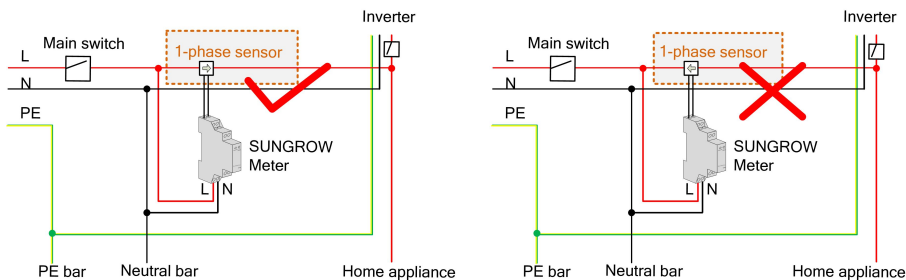 Inverter
Main switch
1-phase sensor
L
N
PE
SUNGROW
Meter
L N
PE bar
Neutral bar
Home appliance
Inverter
Main switch
1-phase sensor
L
N
PE
SUNGROW
Meter
L N
PE bar
Neutral bar
Home appliance